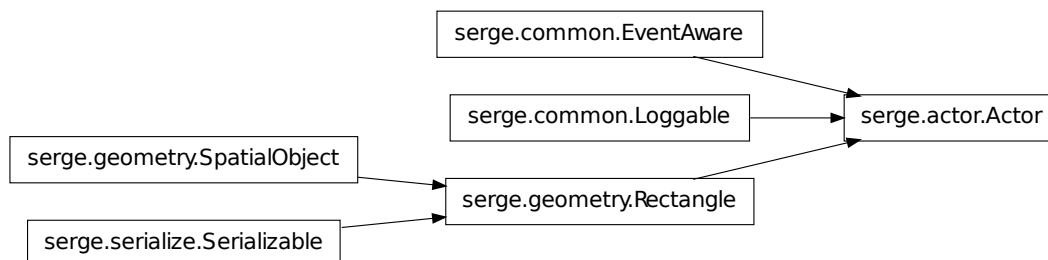 serge.common.EventAware
serge.common.Loggable
serge.actor.Actor
serge.geometry.SpatialObject
serge.geometry.Rectangle
serge.serialize.Serializable